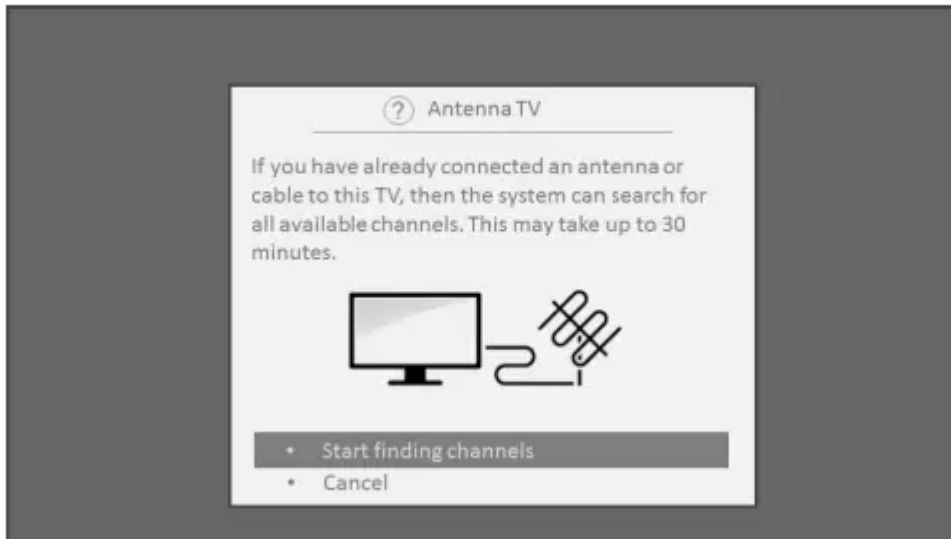 ? Antenna TV
If you have already connected an antenna or
cable to this TV, then the system can search for
all available channels. This may take up to 30
minutes.
• Start finding channels
• Cancel